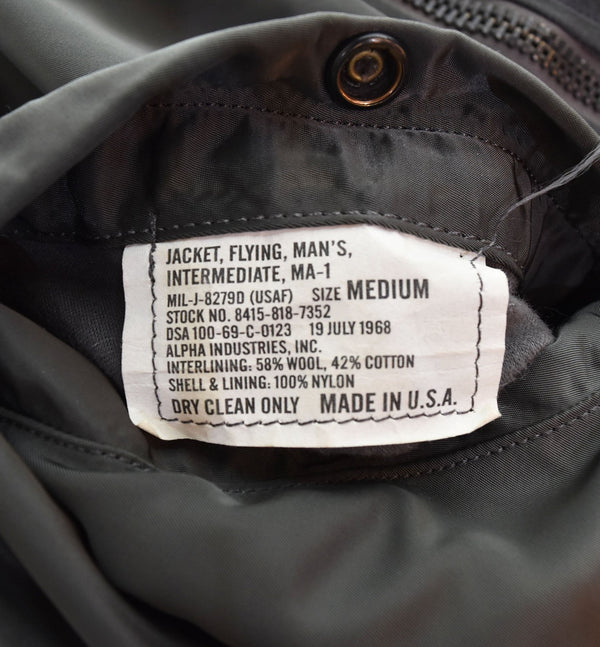 JACKET, FLYING, MAN'S,
INTERMEDIATE, MA-1
MIL-J-8279D (USAF) SIZE MEDIUM
STOCK NO. 8415-818-7352
DSA 100-69-C-0123 19 JULY 1968
ALPHA INDUSTRIES, INC.
INTERLINING: 58% WOOL, 42% COTTON
SHELL & LINING: 100% NYLON
DRY CLEAN ONLY MADE IN U.S.A.